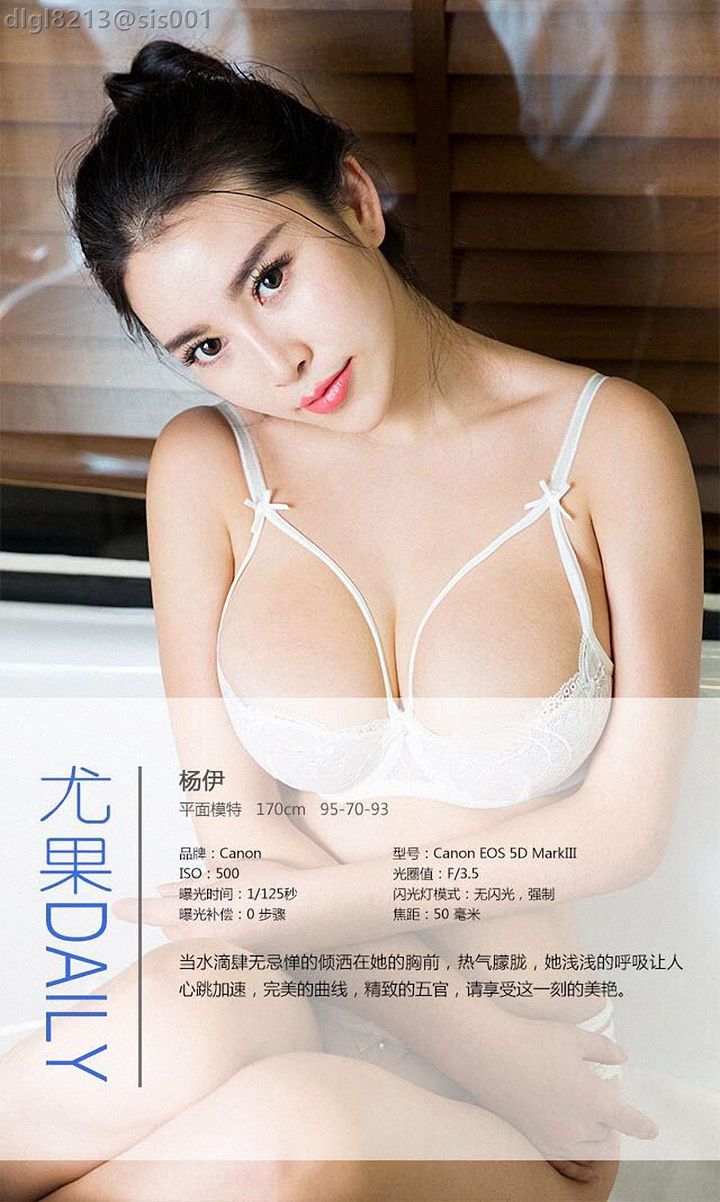 dlgl8213@sis001
尤果DAILY
杨伊
平面模特 170cm 95-70-93
品牌：Canon 型号：Canon EOS 5D MarkIII
ISO：500 光圈值：F/3.5
曝光时间：1/125秒 闪光灯模式：无闪光，强制
曝光补偿：0 步骤 焦距：50 毫米
当水滴肆无忌惮的倾洒在她的胸前，热气朦胧，她浅浅的呼吸让人
心跳加速，完美的曲线，精致的五官，请享受这一刻的美艳。